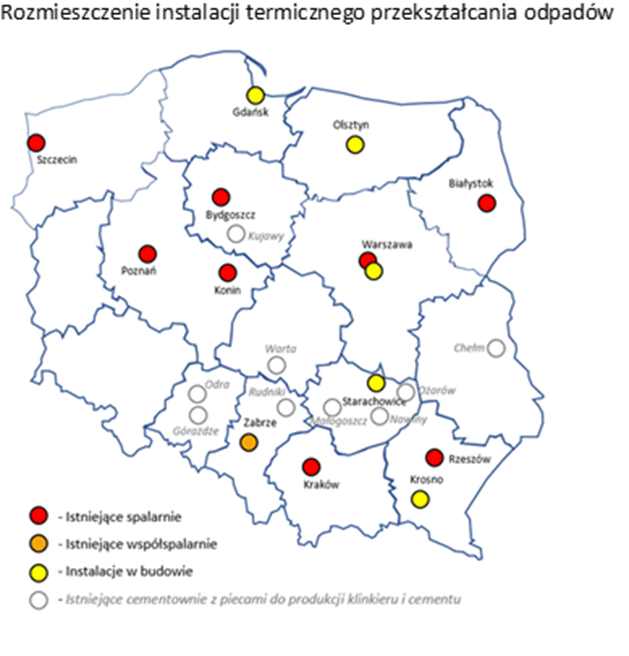 Rozmieszczenie instalacji termicznego przekształcania odpadów
Gdańsk
Olsztyn
Szczecin
Białystok
Bydgoszcz
Kujawy
Warszawa
Poznań
Konin
Warta
Chełm
Odra
Rudniki
Ożarów
Starachowice
Małogoszcz
Nowiny
Górażdże
Zabrze
Rzeszów
Kraków
Krosno
- Istniejące spalarnie
- Istniejące współspalarnie
- Instalacje w budowie
- Istniejące cementownie z piecami do produkcji klinkieru i cementu